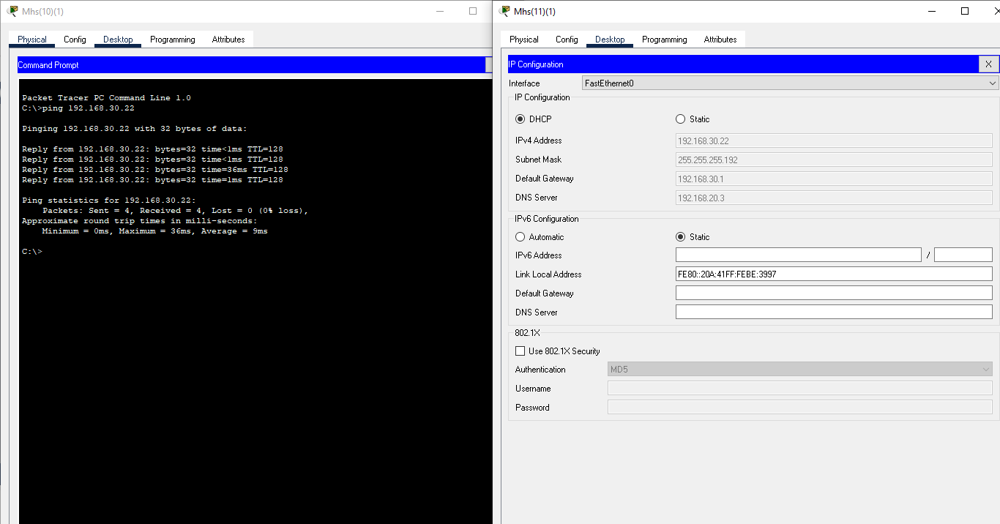 Mhs(10)(1)
Physical Config Desktop Programming Attributes
Command Prompt
Packet Tracer PC Command Line 1.0
C:\>ping 192.168.30.22
Pinging 192.168.30.22 with 32 bytes of data:
Reply from 192.168.30.22: bytes=32 time<1ms TTL=128
Reply from 192.168.30.22: bytes=32 time<1ms TTL=128
Reply from 192.168.30.22: bytes=32 time=36ms TTL=128
Reply from 192.168.30.22: bytes=32 time=1ms TTL=128
Ping statistics for 192.168.30.22:
Packets: Sent = 4, Received = 4, Lost = 0 (0% loss),
Approximate round trip times in milli-seconds:
Minimum = 0ms, Maximum = 36ms, Average = 9ms
C:\>
Mhs(11)(1)
Physical Config Desktop Programming Attributes
IP Configuration X
Interface FastEthernet0
IP Configuration
DHCP Static
IPv4 Address 192.168.30.22
Subnet Mask 255.255.255.192
Default Gateway 192.168.30.1
DNS Server 192.168.20.3
IPv6 Configuration
Automatic Static
IPv6 Address /
Link Local Address FE80::20A:41FF:FEBE:3997
Default Gateway
DNS Server
802.1X
Use 802.1X Security
Authentication MD5
Username
Password